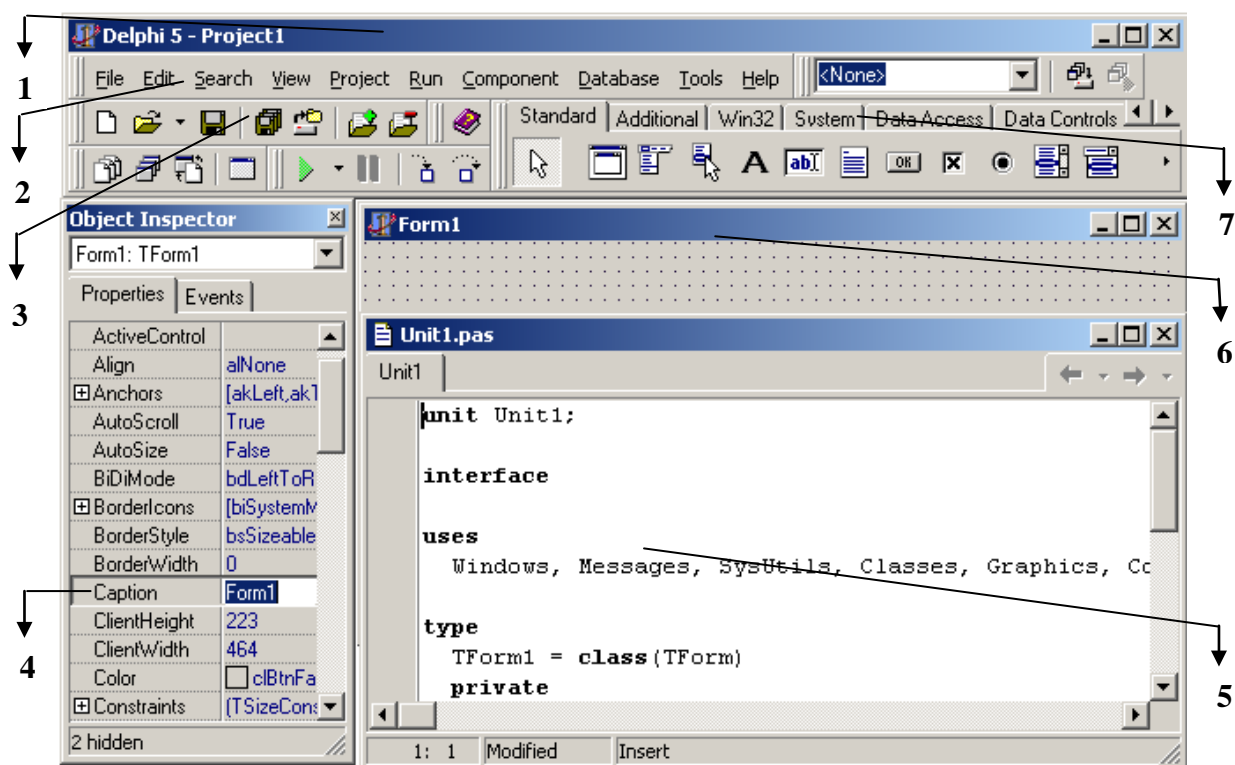 Delphi 5 - Project1
File Edit Search View Project Run Component Database Tools Help <None>
Standard Additional Win32 System Data Access Data Controls
A ab OK
1
2
3
7
Object Inspector
Form1: TForm1
Properties Events
ActiveControl
Align alNone
Anchors [akLeft,akT
AutoScroll True
AutoSize False
BiDiMode bdLeftToR
BorderIcons [biSystemM
BorderStyle bsSizeable
BorderWidth 0
Caption Form1
ClientHeight 223
ClientWidth 464
Color clBtnFa
Constraints (TSizeCons
2 hidden
4
Form1
6
Unit1.pas
Unit1
unit Unit1;
interface
uses
Windows, Messages, SysUtils, Classes, Graphics, Co
type
TForm1 = class(TForm)
private
1: 1 Modified Insert
5